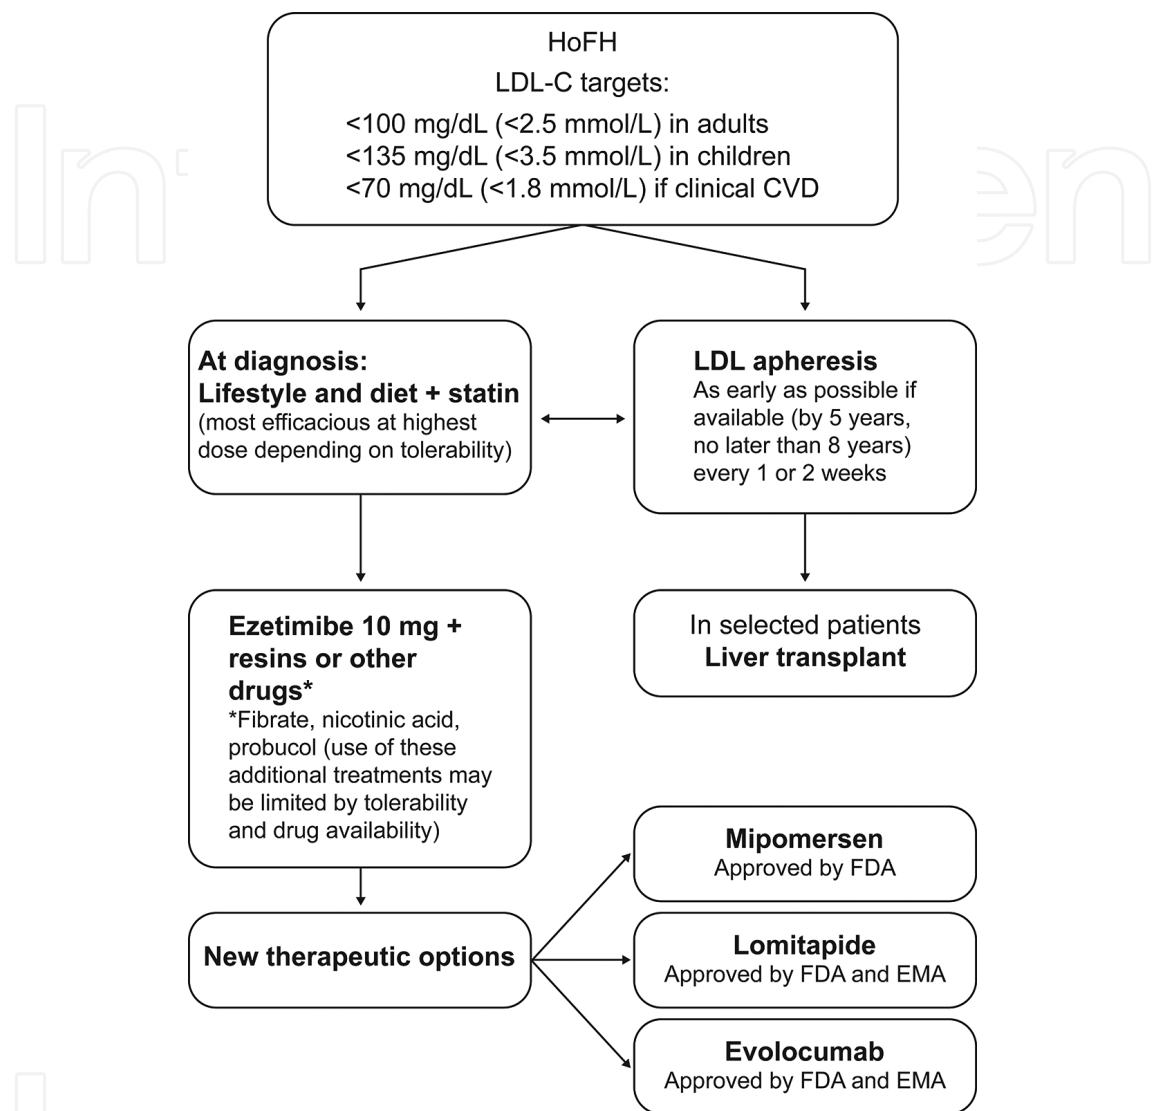 HoFH
LDL-C targets:
<100 mg/dL (<2.5 mmol/L) in adults
<135 mg/dL (<3.5 mmol/L) in children
<70 mg/dL (<1.8 mmol/L) if clinical CVD
At diagnosis:
Lifestyle and diet + statin
(most efficacious at highest
dose depending on tolerability)
LDL apheresis
As early as possible if
available (by 5 years,
no later than 8 years)
every 1 or 2 weeks
Ezetimibe 10 mg +
resins or other
drugs*
*Fibrate, nicotinic acid,
probucol (use of these
additional treatments may
be limited by tolerability
and drug availability)
In selected patients
Liver transplant
New therapeutic options
Mipomersen
Approved by FDA
Lomitapide
Approved by FDA and EMA
Evolocumab
Approved by FDA and EMA